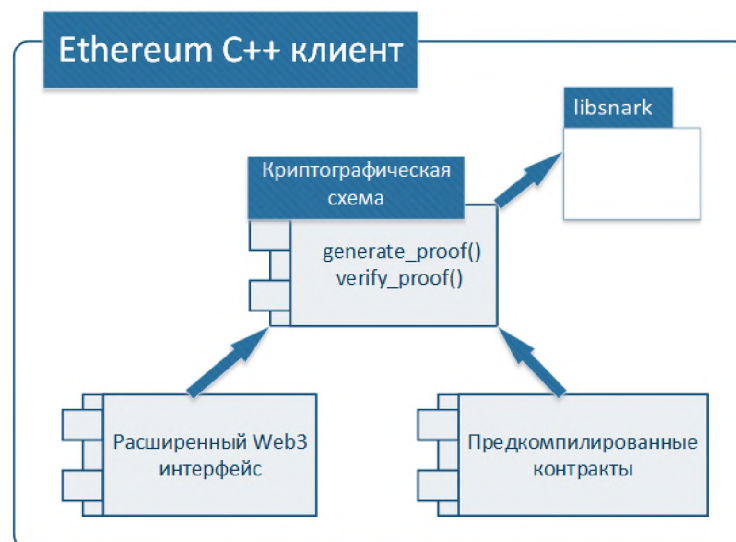 Ethereum C++ клиент
libsnark
Криптографическая
схема
generate_proof()
verify_proof()
Расширенный Web3
интерфейс
Предкомпилированные
контракты